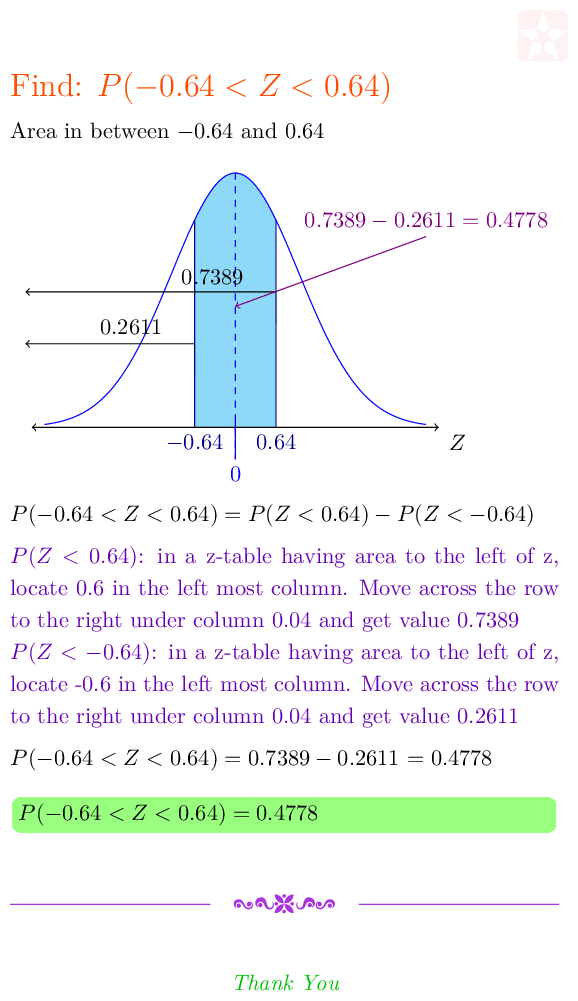 Find: P(−0.64 < Z < 0.64)
Area in between −0.64 and 0.64
0.7389 − 0.2611 = 0.4778
0.7389
0.2611
−0.64 0.64
Z
0
P(−0.64 < Z < 0.64) = P(Z < 0.64) − P(Z < −0.64)
P(Z < 0.64): in a z-table having area to the left of z,
locate 0.6 in the left most column. Move across the row
to the right under column 0.04 and get value 0.7389
P(Z < −0.64): in a z-table having area to the left of z,
locate -0.6 in the left most column. Move across the row
to the right under column 0.04 and get value 0.2611
P(−0.64 < Z < 0.64) = 0.7389 − 0.2611 = 0.4778
P(−0.64 < Z < 0.64) = 0.4778
Thank You